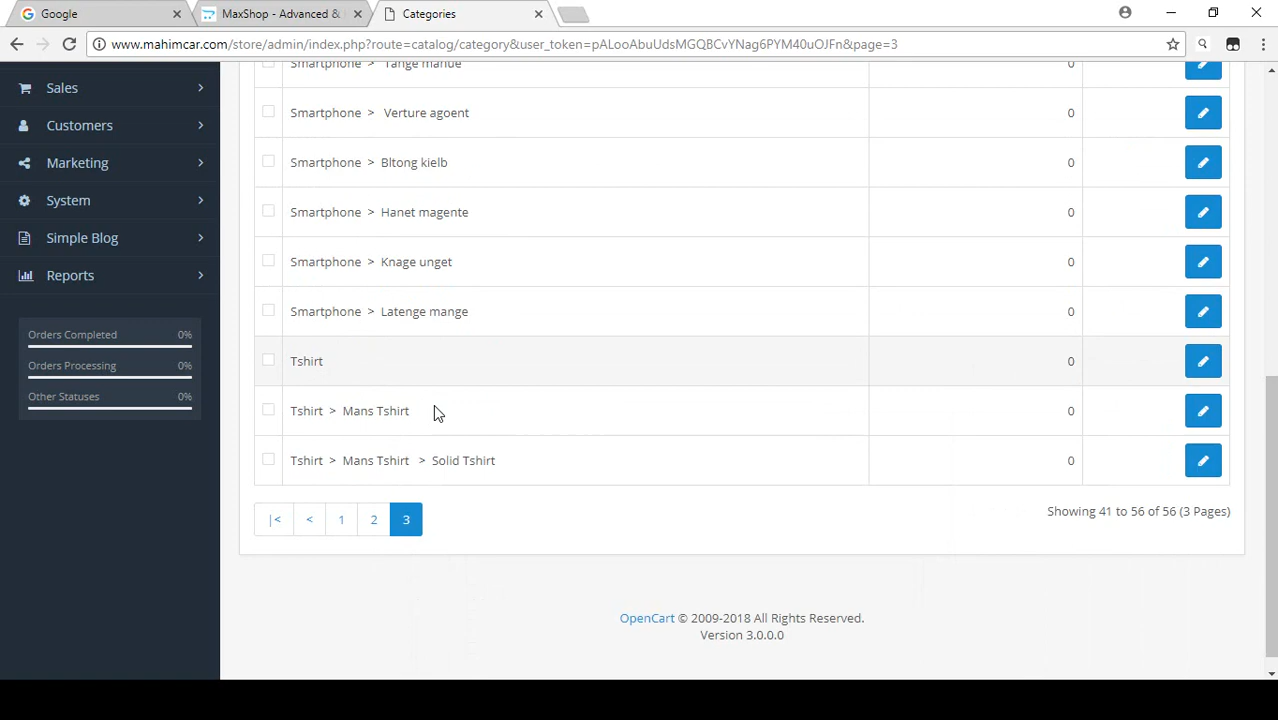 Google
MaxShop - Advanced &
Categories
www.mahimcar.com/store/admin/index.php?route=catalog/category&user_token=pALooAbuUdsMGQBCvYNag6PYM40uOJFn&page=3
Sales
Customers
Marketing
System
Simple Blog
Reports
Orders Completed 0%
Orders Processing 0%
Other Statuses 0%
Smartphone > Tange manue 0
Smartphone > Verture agoent 0
Smartphone > Bltong kielb 0
Smartphone > Hanet magente 0
Smartphone > Knage unget 0
Smartphone > Latenge mange 0
Tshirt 0
Tshirt > Mans Tshirt 0
Tshirt > Mans Tshirt > Solid Tshirt 0
|< < 1 2 3
Showing 41 to 56 of 56 (3 Pages)
OpenCart © 2009-2018 All Rights Reserved.
Version 3.0.0.0